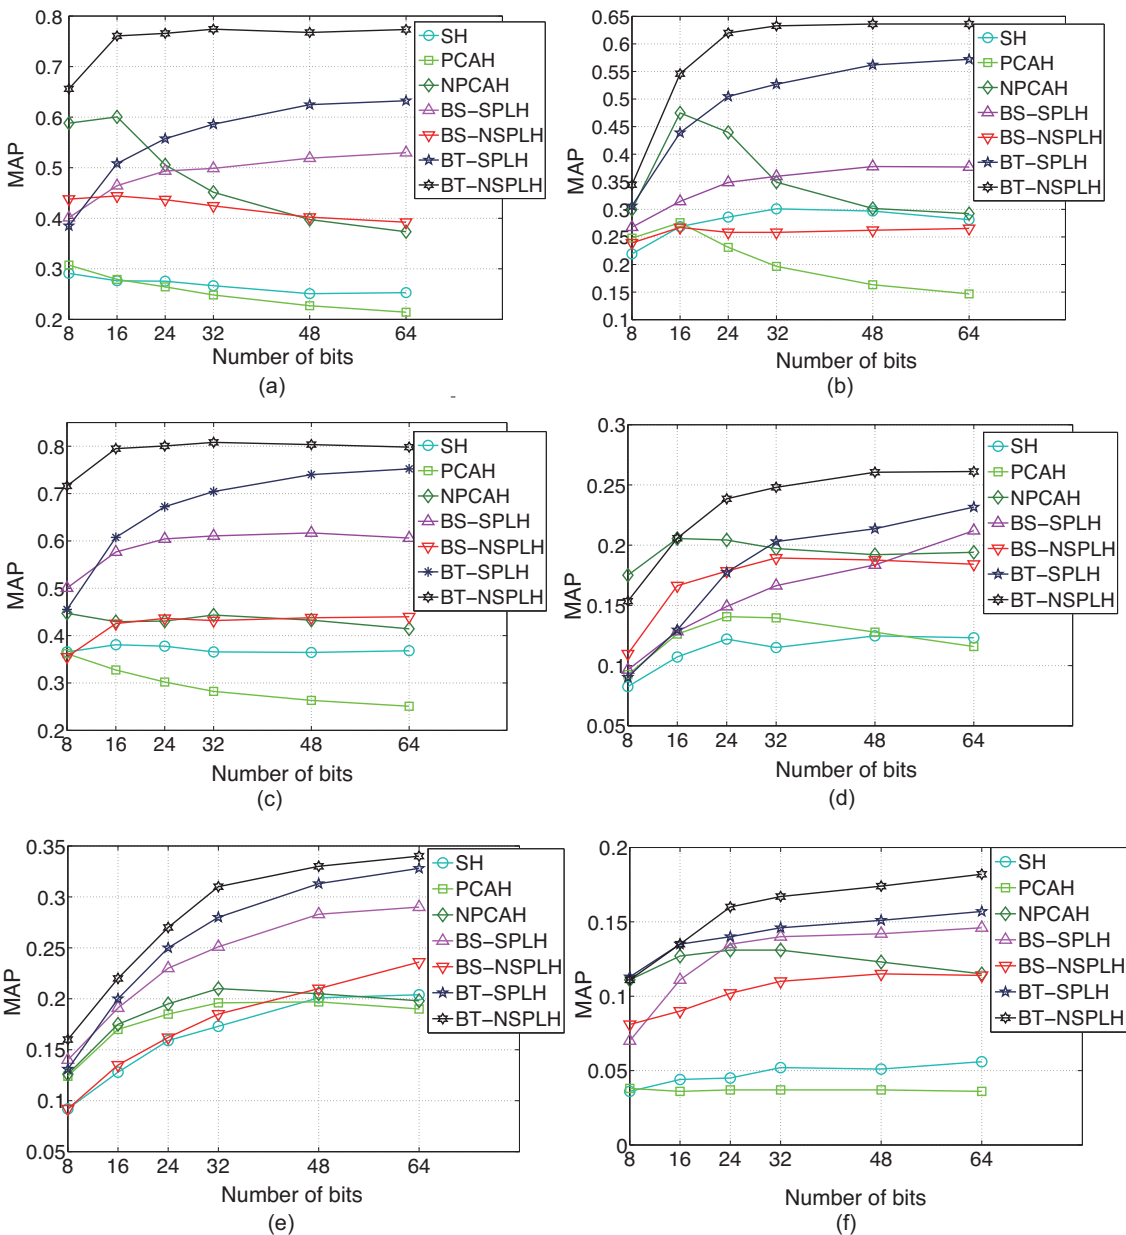 0.8
0.7
0.6
0.5
0.4
0.3
0.2
MAP
8
16
24
32
48
64
Number of bits
(a)
SH
PCAH
NPCAH
BS-SPLH
BS-NSPLH
BT-SPLH
BT-NSPLH
0.65
0.6
0.55
0.5
0.45
0.4
0.35
0.3
0.25
0.2
0.15
0.1
MAP
8
16
24
32
48
64
Number of bits
(b)
SH
PCAH
NPCAH
BS-SPLH
BS-NSPLH
BT-SPLH
BT-NSPLH
0.8
0.7
0.6
0.5
0.4
0.3
0.2
MAP
8
16
24
32
48
64
Number of bits
(c)
SH
PCAH
NPCAH
BS-SPLH
BS-NSPLH
BT-SPLH
BT-NSPLH
0.3
0.25
0.2
0.15
0.1
0.05
MAP
8
16
24
32
48
64
Number of bits
(d)
SH
PCAH
NPCAH
BS-SPLH
BS-NSPLH
BT-SPLH
BT-NSPLH
0.35
0.3
0.25
0.2
0.15
0.1
0.05
MAP
8
16
24
32
48
64
Number of bits
(e)
SH
PCAH
NPCAH
BS-SPLH
BS-NSPLH
BT-SPLH
BT-NSPLH
0.2
0.15
0.1
0.05
0
MAP
8
16
24
32
48
64
Number of bits
(f)
SH
PCAH
NPCAH
BS-SPLH
BS-NSPLH
BT-SPLH
BT-NSPLH